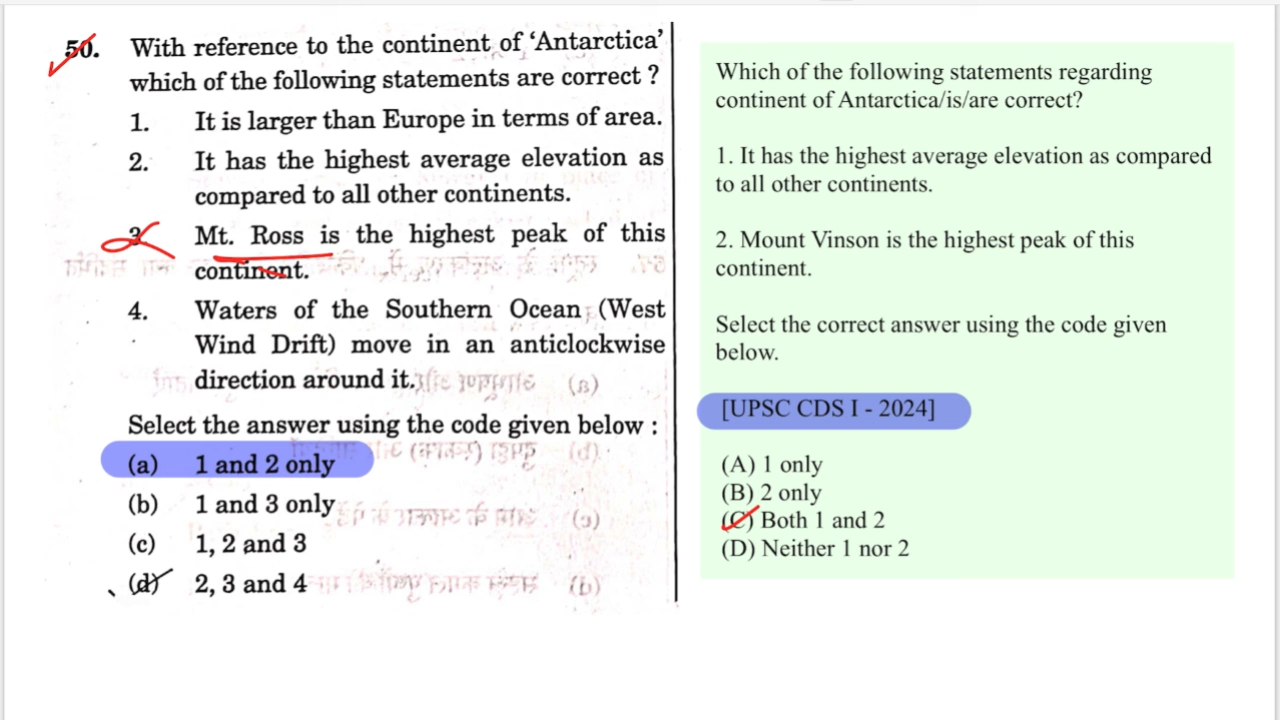 50. With reference to the continent of ‘Antarctica’
which of the following statements are correct ?
1. It is larger than Europe in terms of area.
2. It has the highest average elevation as
compared to all other continents.
3. Mt. Ross is the highest peak of this
continent.
4. Waters of the Southern Ocean (West
Wind Drift) move in an anticlockwise
direction around it.
Select the answer using the code given below :
(a) 1 and 2 only
(b) 1 and 3 only
(c) 1, 2 and 3
(d) 2, 3 and 4
Which of the following statements regarding
continent of Antarctica/is/are correct?
1. It has the highest average elevation as compared
to all other continents.
2. Mount Vinson is the highest peak of this
continent.
Select the correct answer using the code given
below.
[UPSC CDS I - 2024]
(A) 1 only
(B) 2 only
(C) Both 1 and 2
(D) Neither 1 nor 2